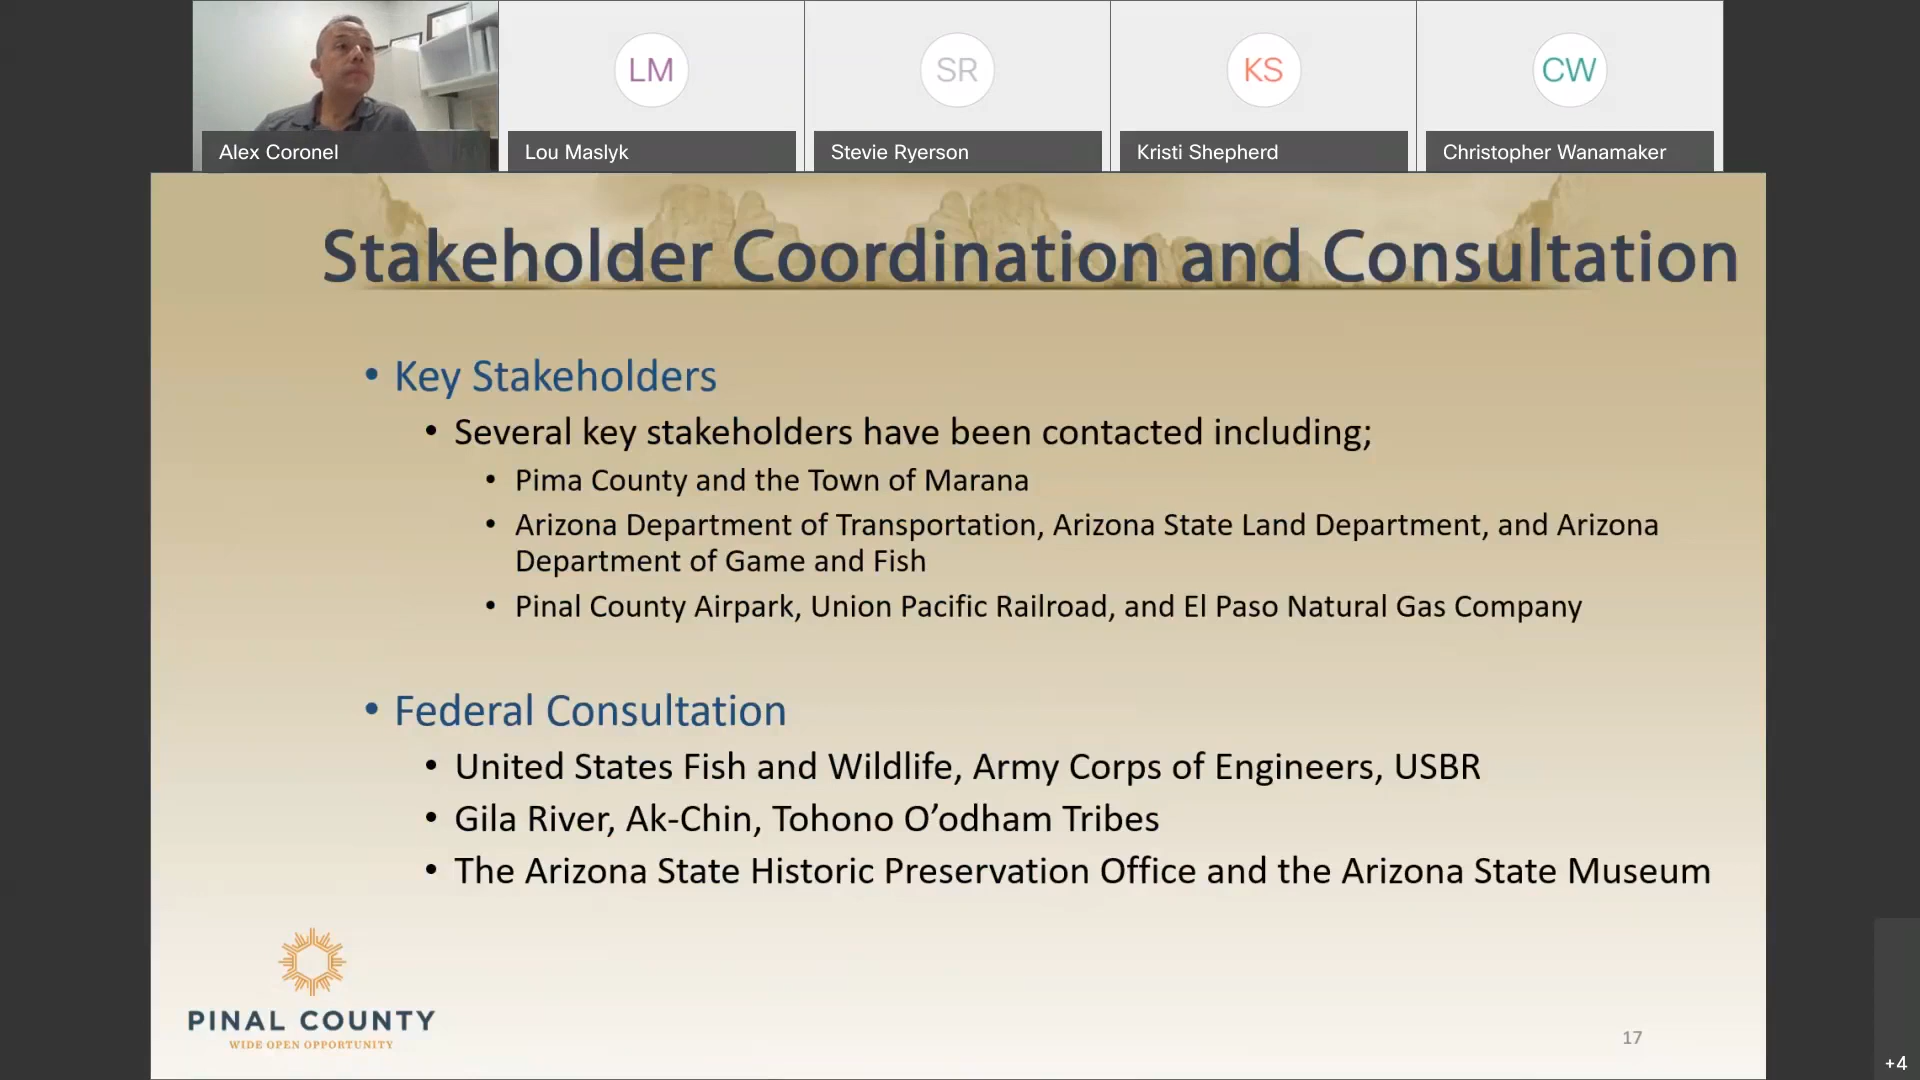 LM
SR
KS
CW
Alex Coronel
Lou Maslyk
Stevie Ryerson
Kristi Shepherd
Christopher Wanamaker
Stakeholder Coordination and Consultation
• Key Stakeholders
• Several key stakeholders have been contacted including;
• Pima County and the Town of Marana
• Arizona Department of Transportation, Arizona State Land Department, and Arizona
Department of Game and Fish
• Pinal County Airpark, Union Pacific Railroad, and El Paso Natural Gas Company
• Federal Consultation
• United States Fish and Wildlife, Army Corps of Engineers, USBR
• Gila River, Ak-Chin, Tohono O’odham Tribes
• The Arizona State Historic Preservation Office and the Arizona State Museum
PINAL COUNTY
WIDE OPEN OPPORTUNITY
17
+4